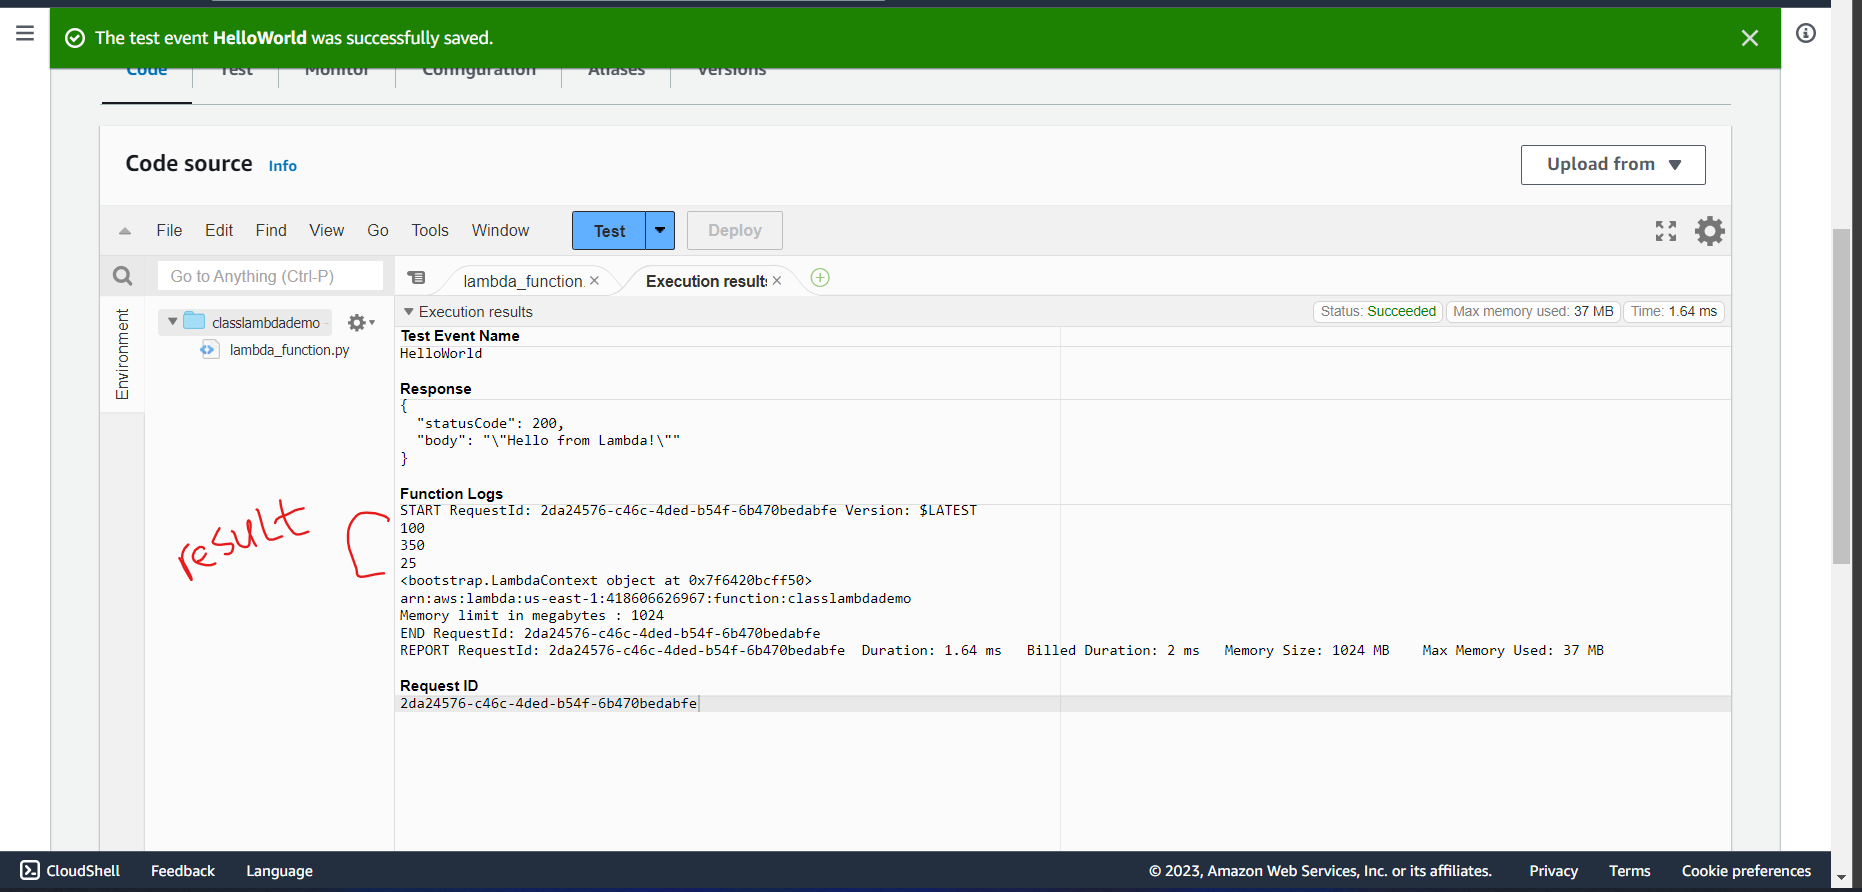 The test event HelloWorld was successfully saved.
Code Test Monitor Configuration Aliases Versions
Code source Info
Upload from
File Edit Find View Go Tools Window Test Deploy
Go to Anything (Ctrl-P)
lambda_function. Execution result
Environment
classlambdademo
lambda_function.py
Execution results
Status: Succeeded Max memory used: 37 MB Time: 1.64 ms
Test Event Name
HelloWorld
Response
{
"statusCode": 200,
"body": "\"Hello from Lambda!\""
}
Function Logs
START RequestId: 2da24576-c46c-4ded-b54f-6b470bedabfe Version: $LATEST
result
100
350
25
<bootstrap.LambdaContext object at 0x7f6420bcff50>
arn:aws:lambda:us-east-1:418606626967:function:classlambdademo
Memory limit in megabytes : 1024
END RequestId: 2da24576-c46c-4ded-b54f-6b470bedabfe
REPORT RequestId: 2da24576-c46c-4ded-b54f-6b470bedabfe Duration: 1.64 ms Billed Duration: 2 ms Memory Size: 1024 MB Max Memory Used: 37 MB
Request ID
2da24576-c46c-4ded-b54f-6b470bedabfe
CloudShell Feedback Language © 2023, Amazon Web Services, Inc. or its affiliates. Privacy Terms Cookie preferences